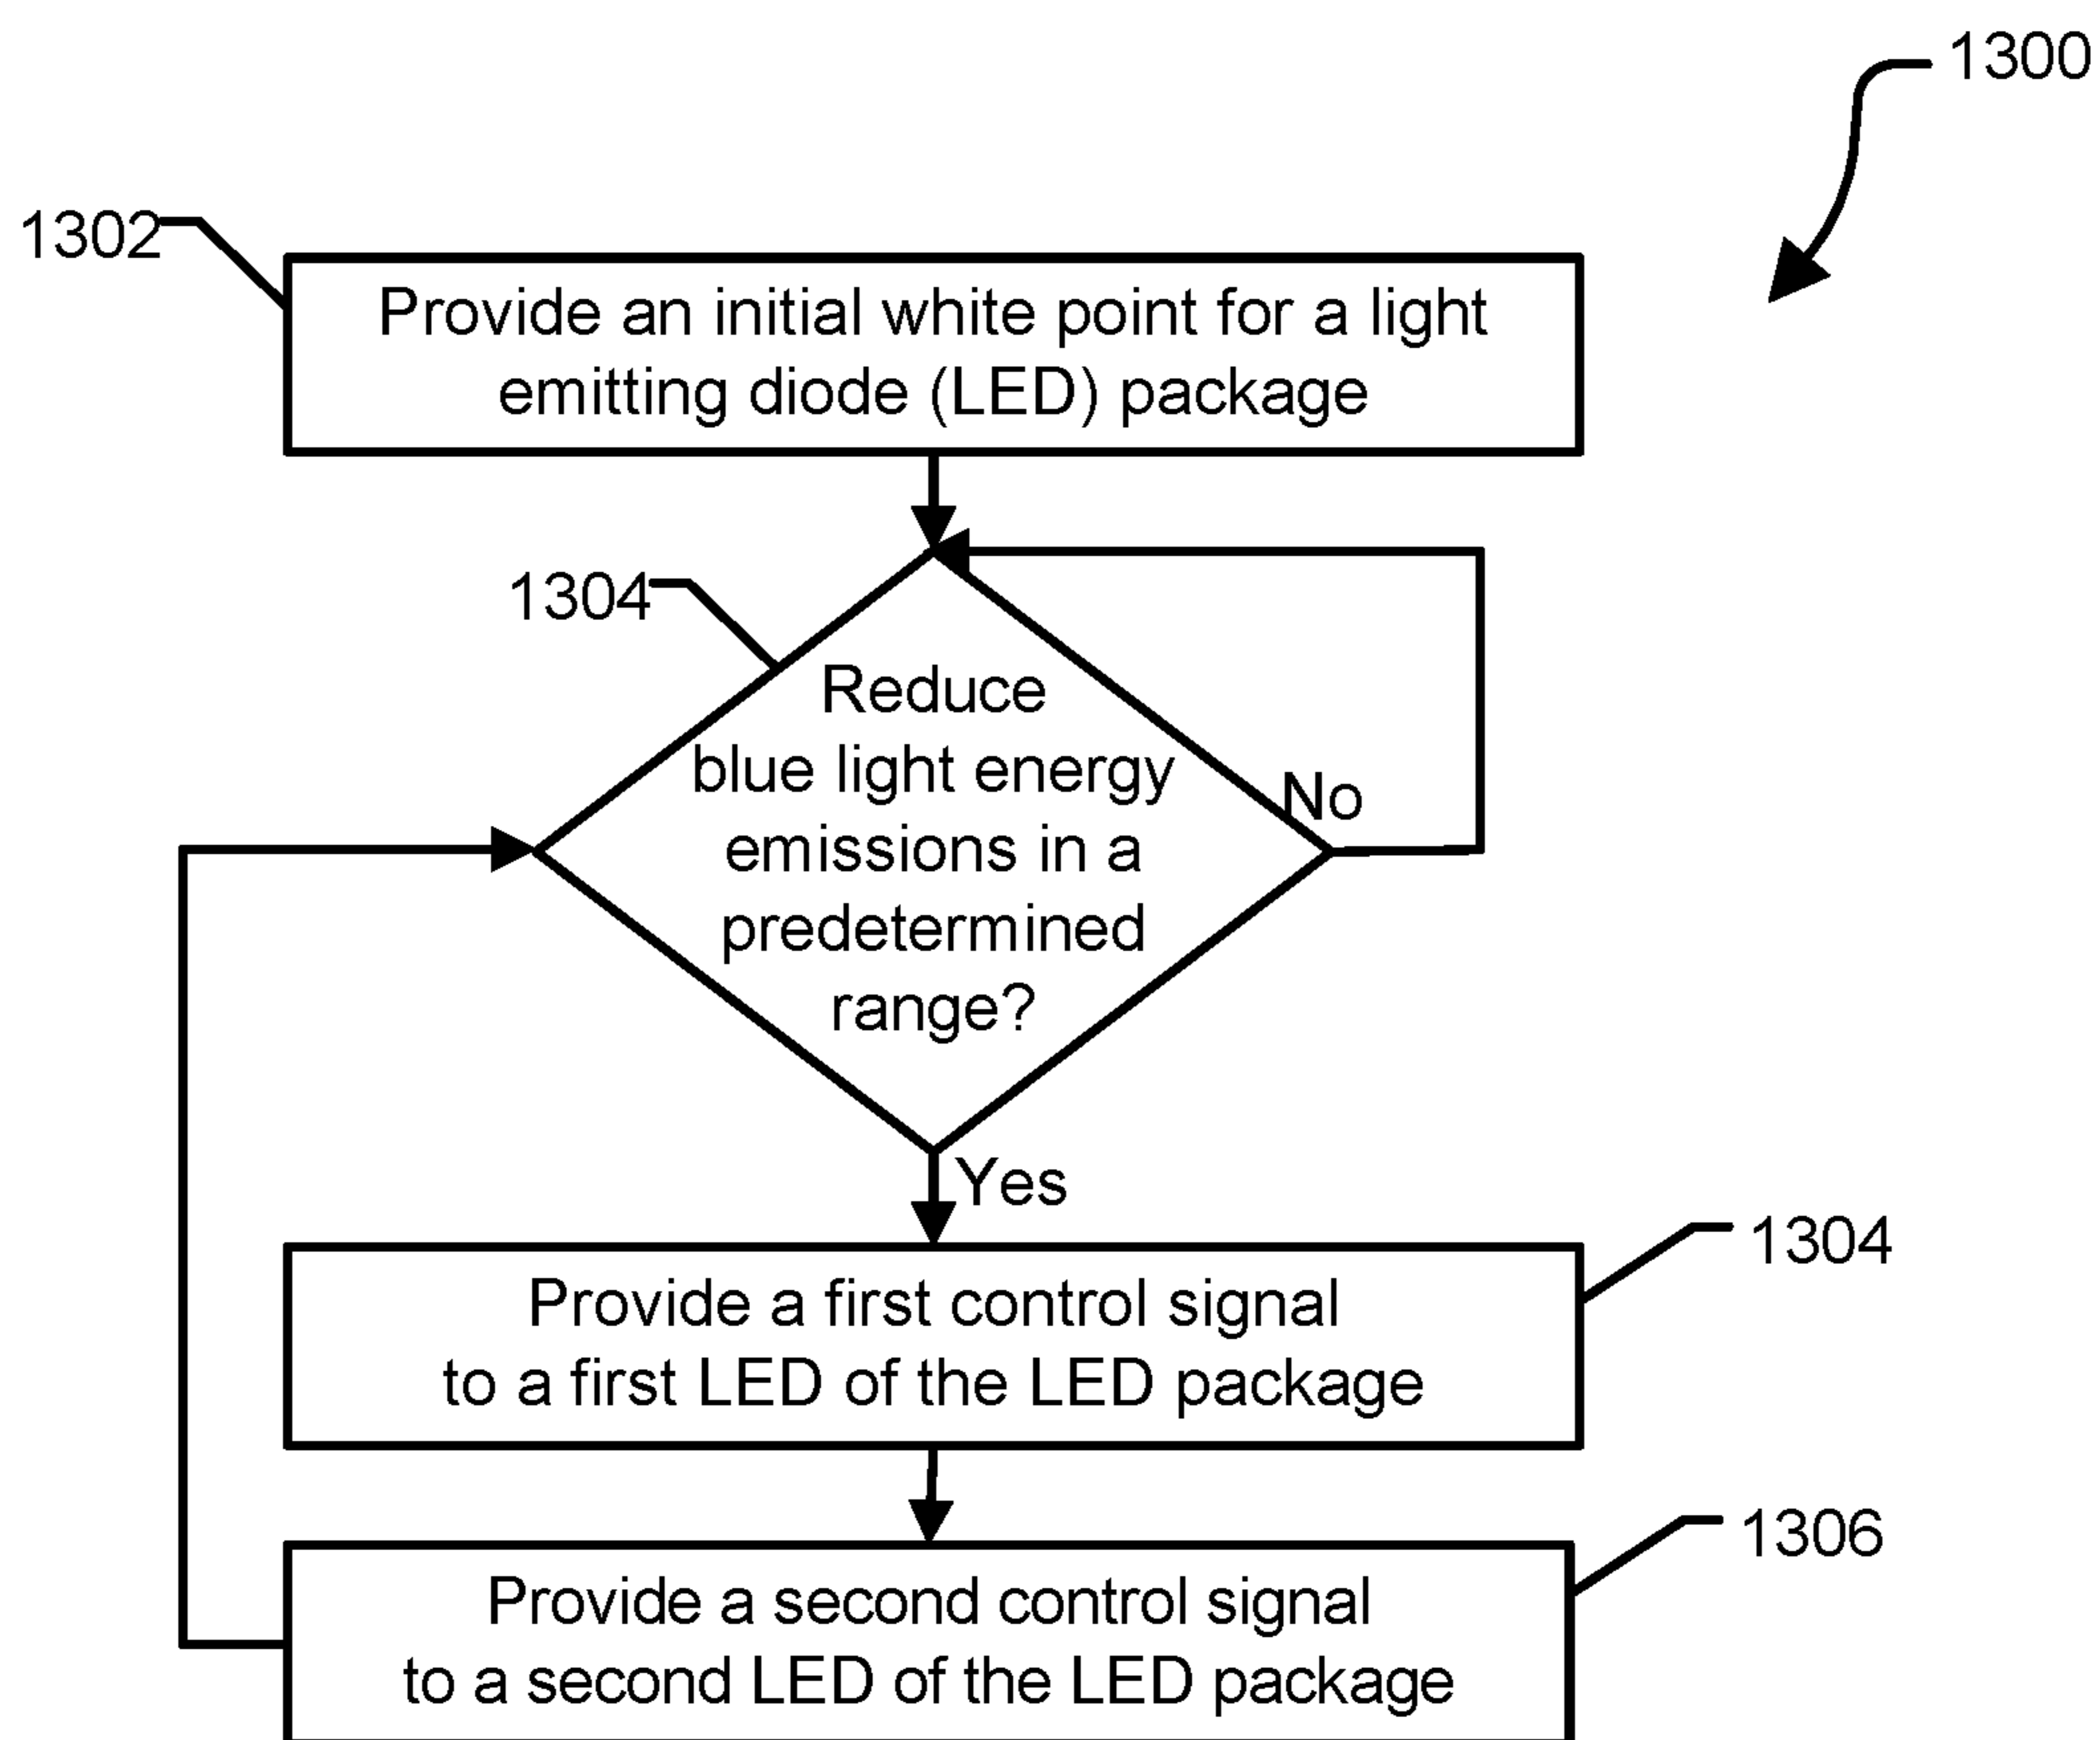 1300
1302
Provide an initial white point for a light
emitting diode (LED) package
1304
Reduce
blue light energy
emissions in a
predetermined
range?
No
Yes
1304
Provide a first control signal
to a first LED of the LED package
1306
Provide a second control signal
to a second LED of the LED package